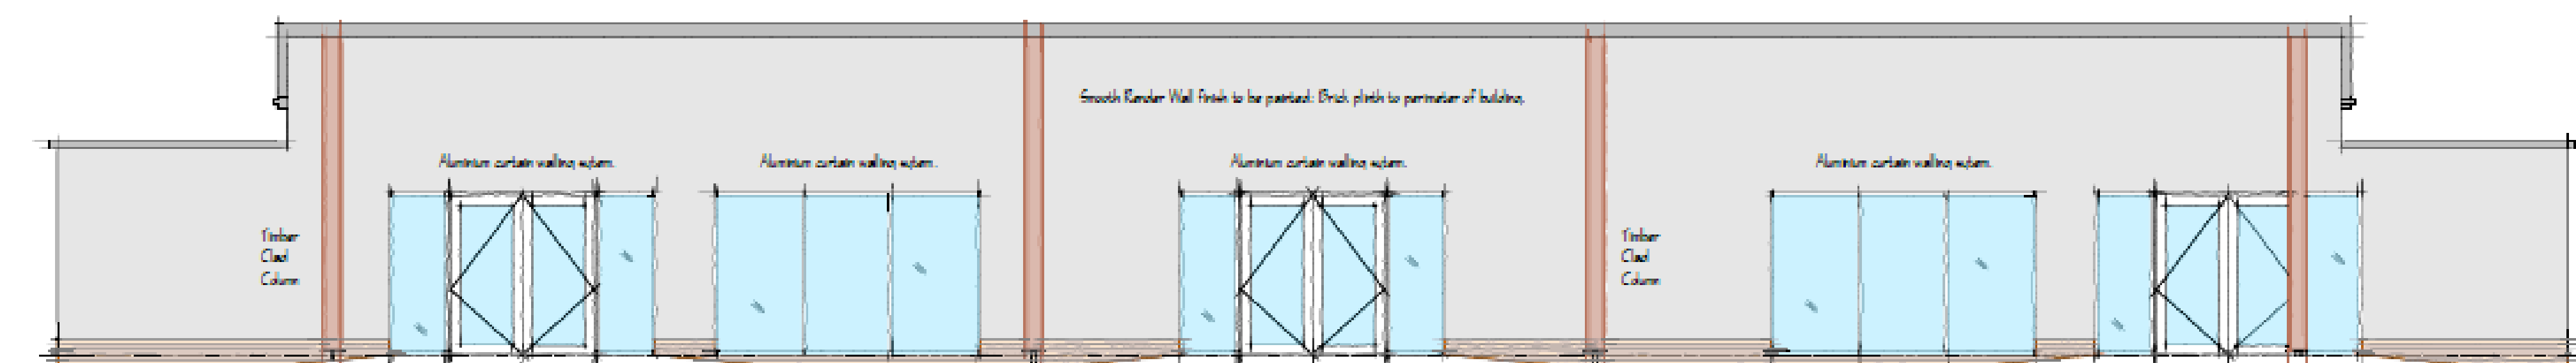 Smooth Render Wall finish to be painted: Brick plinth to perimeter of building.
Aluminium curtain walling system.
Aluminium curtain walling system.
Aluminium curtain walling system.
Aluminium curtain walling system.
Timber
Clad
Column
Timber
Clad
Column